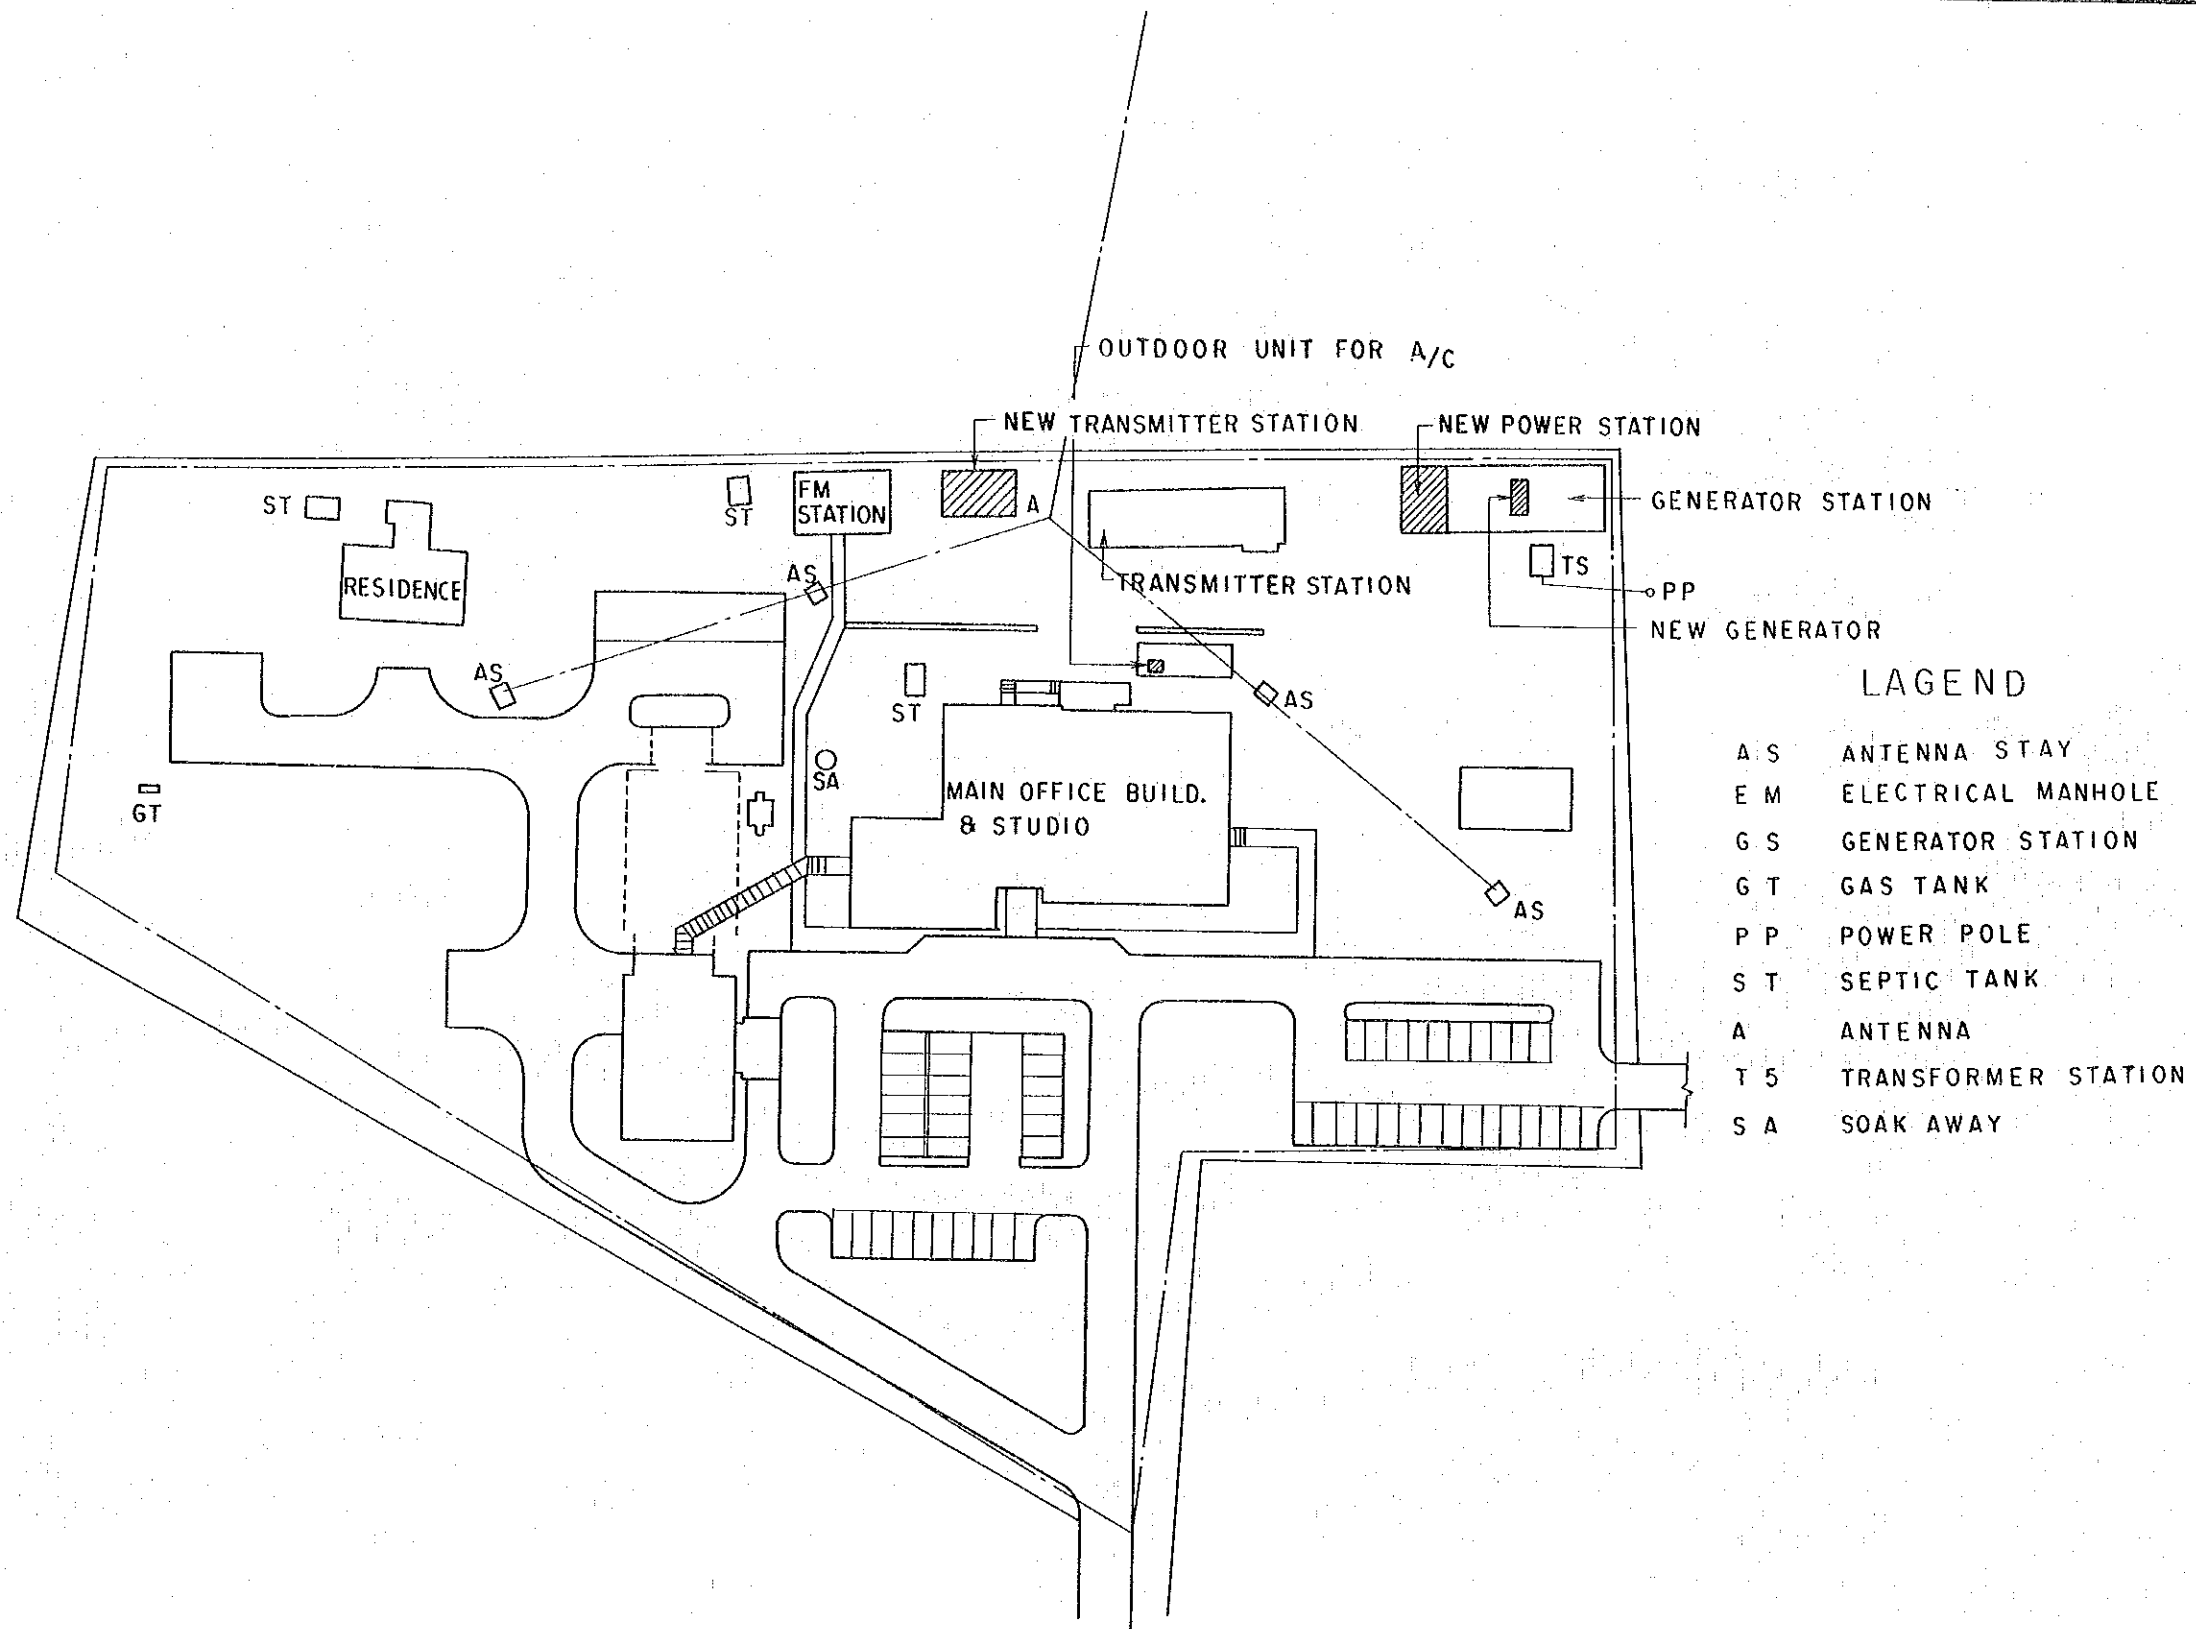 OUTDOOR UNIT FOR A/C
NEW TRANSMITTER STATION
NEW POWER STATION
ST
ST
FM
STATION
A
GENERATOR STATION
TS
PP
AS
RESIDENCE
TRANSMITTER STATION
NEW GENERATOR
AS
ST
AS
SA
GT
MAIN OFFICE BUILD.
& STUDIO
AS
LAGEND
A S ANTENNA STAY
E M ELECTRICAL MANHOLE
G S GENERATOR STATION
G T GAS TANK
P P POWER POLE
S T SEPTIC TANK
A ANTENNA
T 5 TRANSFORMER STATION
S A SOAK AWAY